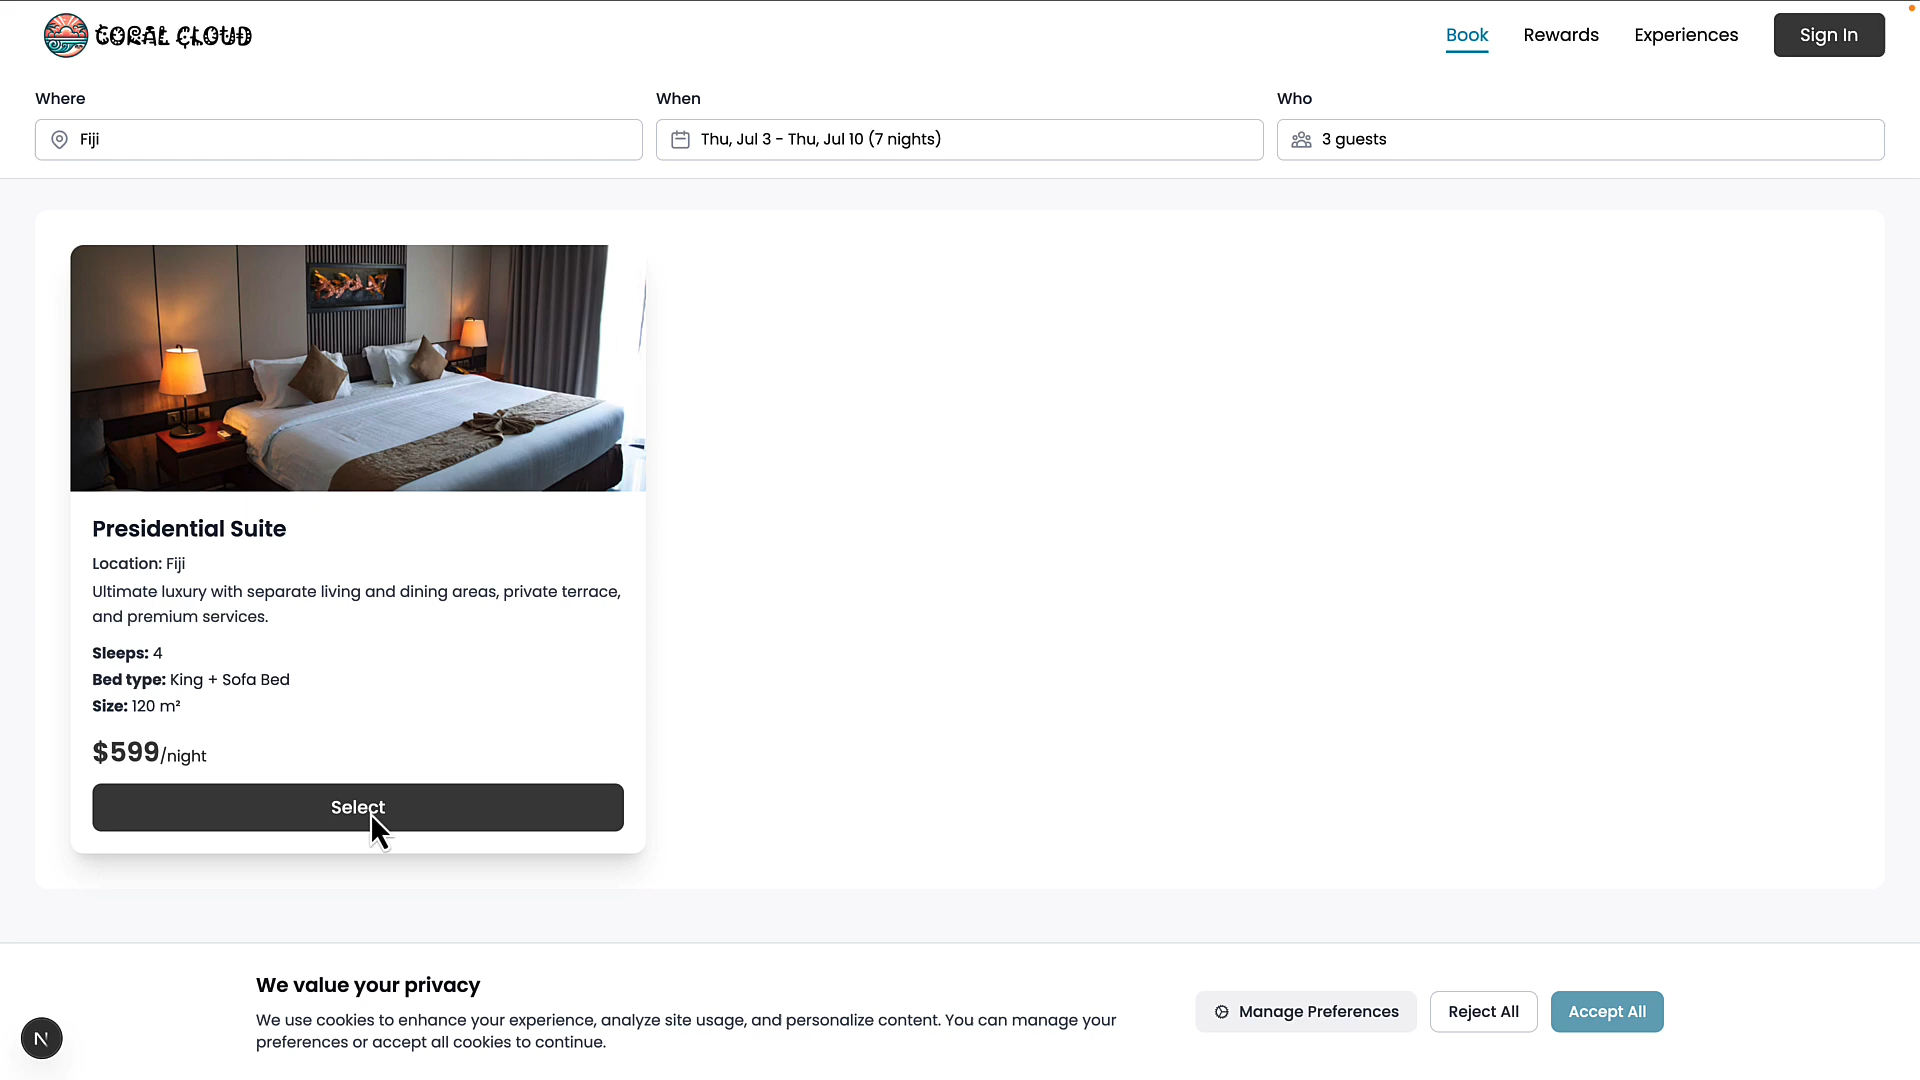 CORAL CLOUD
Book
Rewards
Experiences
Sign In
Where
When
Who
Fiji
Thu, Jul 3 - Thu, Jul 10 (7 nights)
3 guests
Presidential Suite
Location: Fiji
Ultimate luxury with separate living and dining areas, private terrace,
and premium services.
Sleeps: 4
Bed type: King + Sofa Bed
Size: 120 m²
$599/night
Select
We value your privacy
We use cookies to enhance your experience, analyze site usage, and personalize content. You can manage your
preferences or accept all cookies to continue.
Manage Preferences
Reject All
Accept All
N